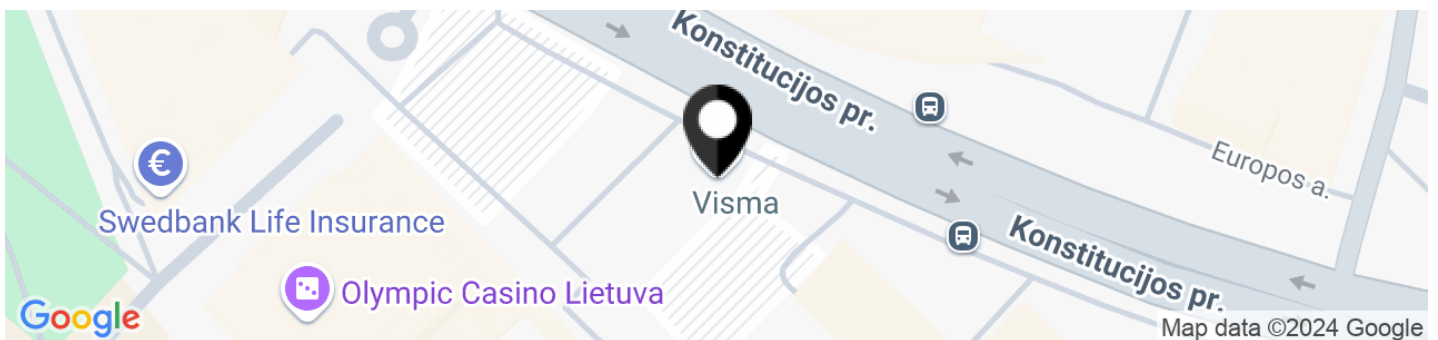 Konstitucijos pr.
Europos a.
Visma
€
Swedbank Life Insurance
Konstitucijos pr.
Olympic Casino Lietuva
Google
Map data ©2024 Google